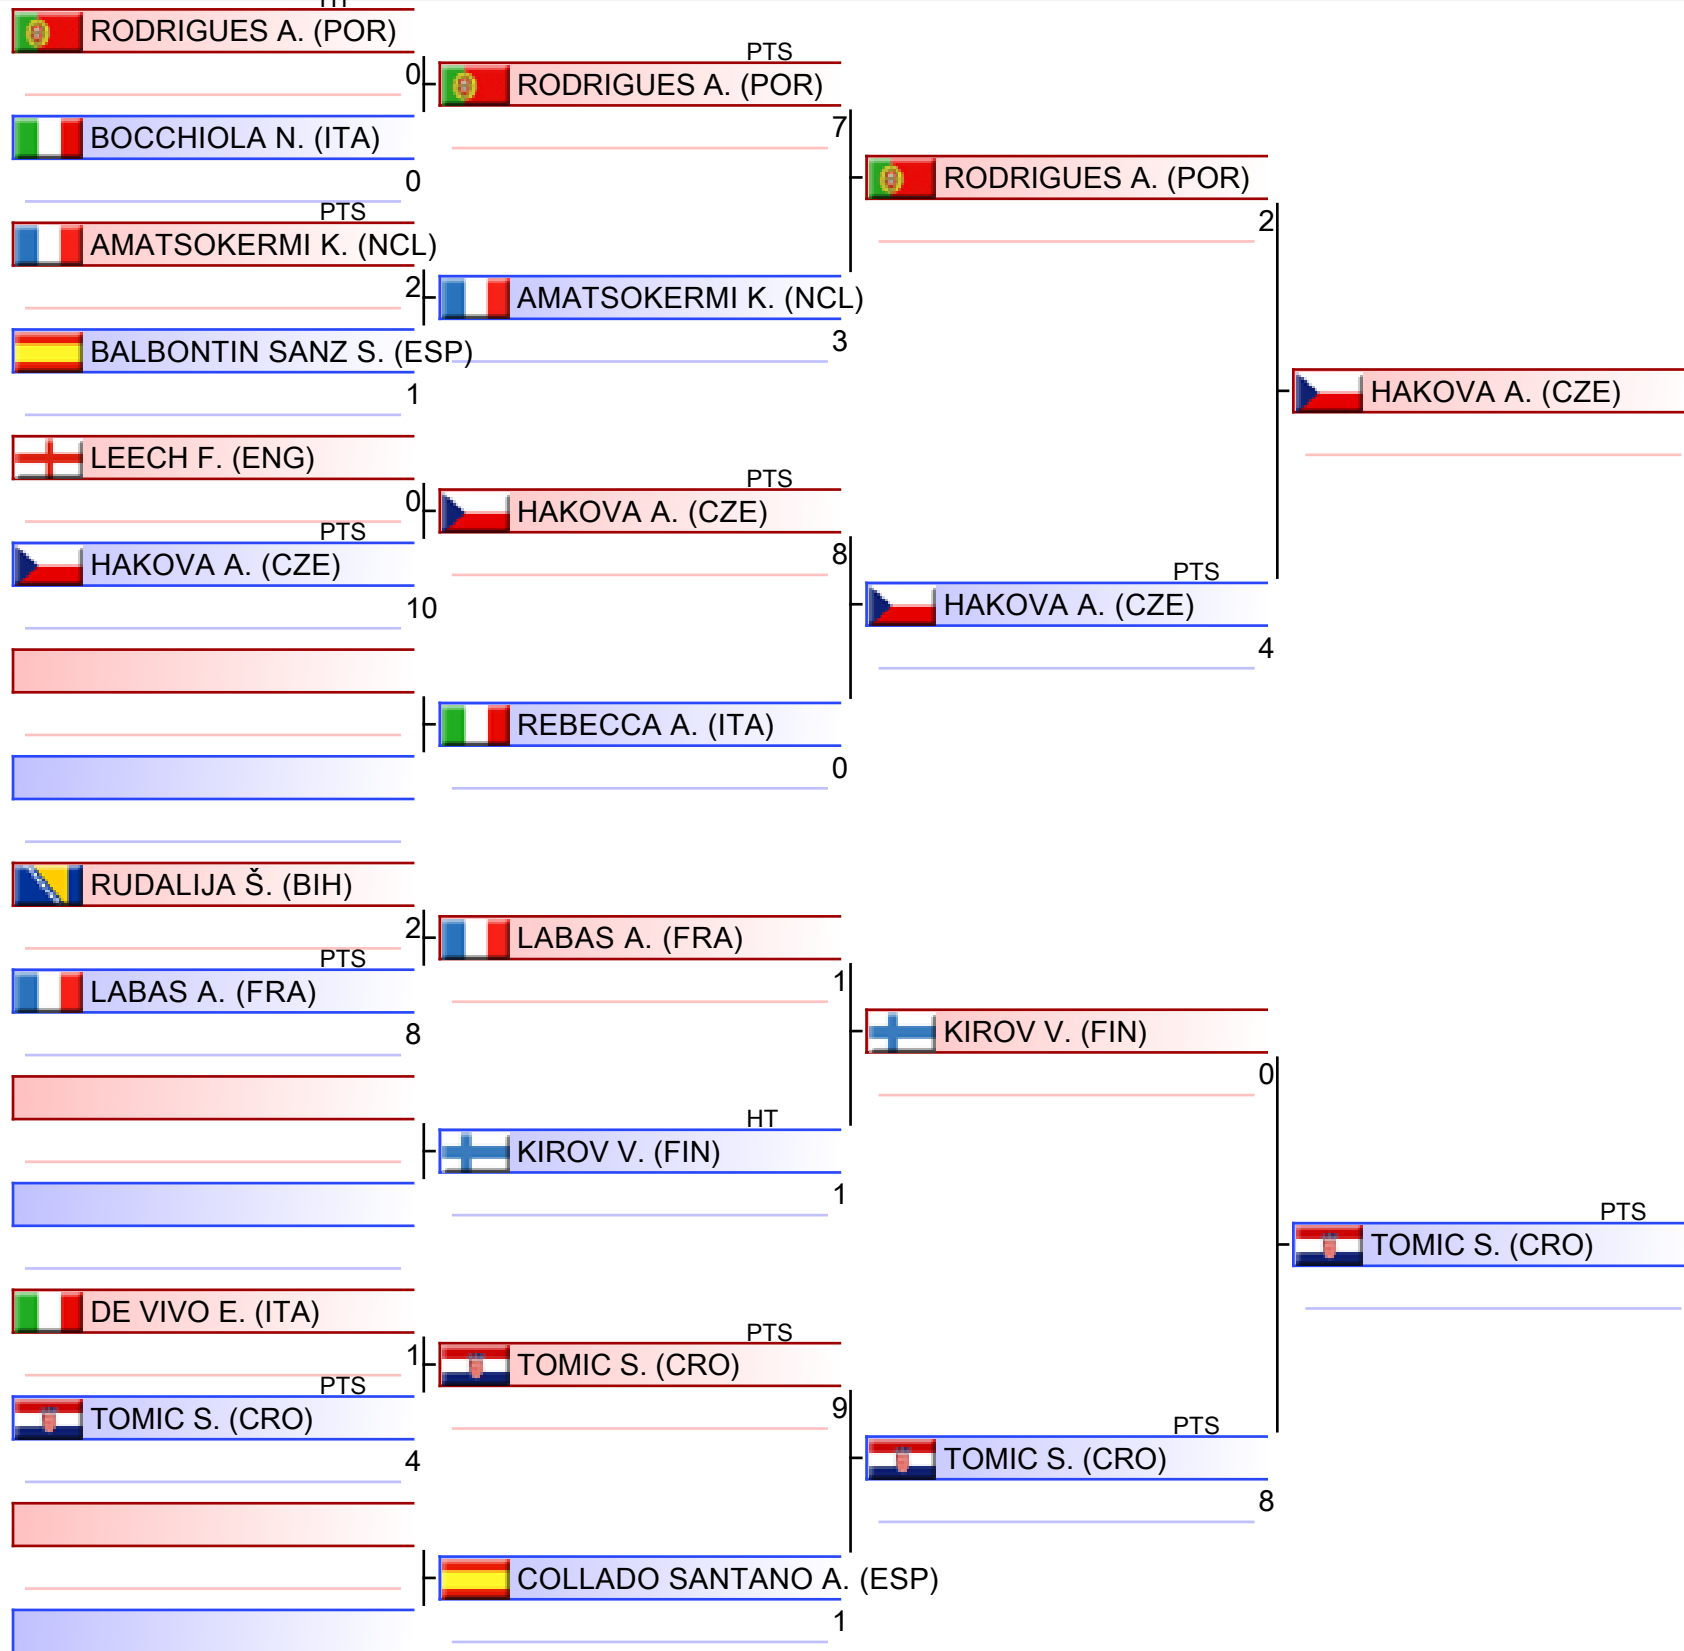 HT
RODRIGUES A. (POR)
0
BOCCHIOLA N. (ITA)
0
PTS
AMATSOKERMI K. (NCL)
2
BALBONTIN SANZ S. (ESP)
1
LEECH F. (ENG)
0
PTS
HAKOVA A. (CZE)
10
RUDALIJA Š. (BIH)
2
PTS
LABAS A. (FRA)
8
DE VIVO E. (ITA)
1
PTS
TOMIC S. (CRO)
4
PTS
RODRIGUES A. (POR)
7
AMATSOKERMI K. (NCL)
3
PTS
HAKOVA A. (CZE)
8
REBECCA A. (ITA)
0
LABAS A. (FRA)
1
HT
KIROV V. (FIN)
1
PTS
TOMIC S. (CRO)
9
COLLADO SANTANO A. (ESP)
1
RODRIGUES A. (POR)
2
PTS
HAKOVA A. (CZE)
4
KIROV V. (FIN)
0
PTS
TOMIC S. (CRO)
8
HAKOVA A. (CZE)
PTS
TOMIC S. (CRO)